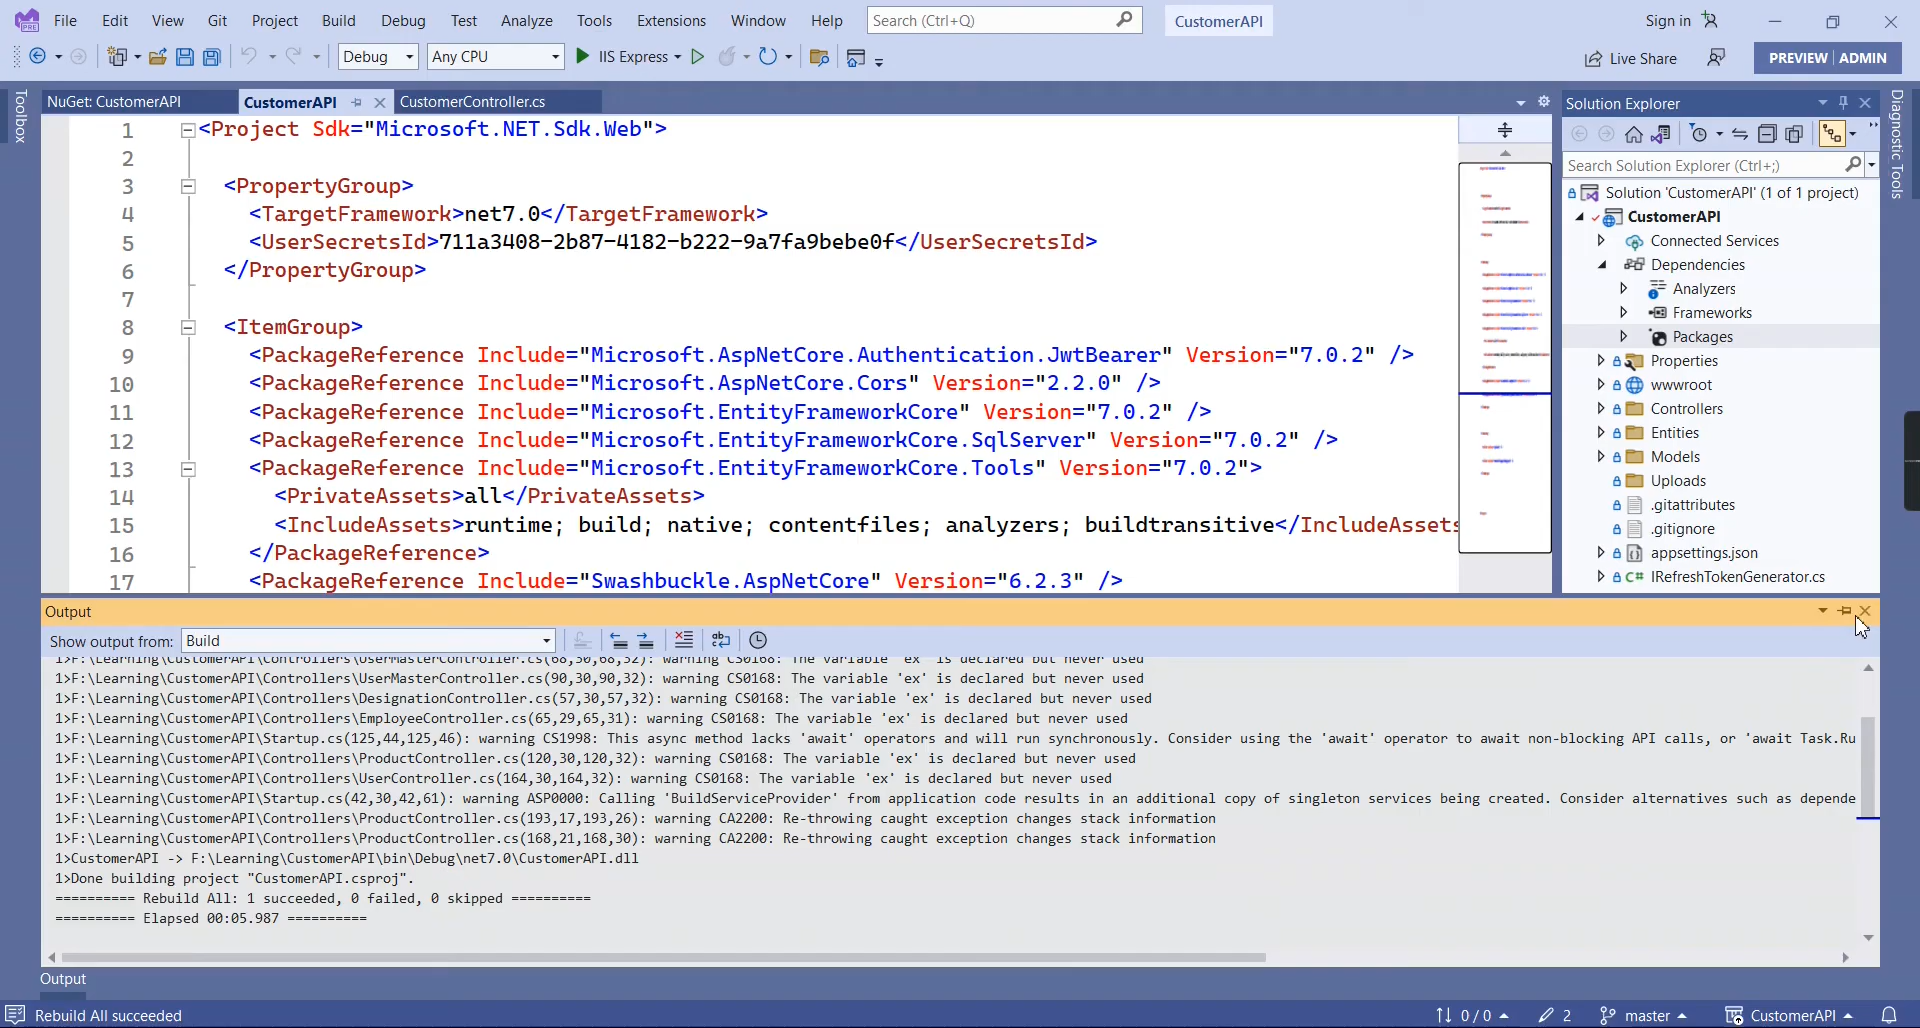 File Edit View Git Project Build Debug Test Analyze Tools Extensions Window Help Search (Ctrl+Q) CustomerAPI Sign in
PRE
Debug Any CPU IIS Express Live Share PREVIEW ADMIN
Toolbox
NuGet: CustomerAPI CustomerAPI CustomerController.cs
1 <Project Sdk="Microsoft.NET.Sdk.Web">
2
3 <PropertyGroup>
4 <TargetFramework>net7.0</TargetFramework>
5 <UserSecretsId>711a3408-2b87-4182-b222-9a7fa9bebe0f</UserSecretsId>
6 </PropertyGroup>
7
8 <ItemGroup>
9 <PackageReference Include="Microsoft.AspNetCore.Authentication.JwtBearer" Version="7.0.2" />
10 <PackageReference Include="Microsoft.AspNetCore.Cors" Version="2.2.0" />
11 <PackageReference Include="Microsoft.EntityFrameworkCore" Version="7.0.2" />
12 <PackageReference Include="Microsoft.EntityFrameworkCore.SqlServer" Version="7.0.2" />
13 <PackageReference Include="Microsoft.EntityFrameworkCore.Tools" Version="7.0.2">
14 <PrivateAssets>all</PrivateAssets>
15 <IncludeAssets>runtime; build; native; contentfiles; analyzers; buildtransitive</IncludeAssets
16 </PackageReference>
17 <PackageReference Include="Swashbuckle.AspNetCore" Version="6.2.3" />
Solution Explorer
Search Solution Explorer (Ctrl+;)
Solution 'CustomerAPI' (1 of 1 project)
CustomerAPI
Connected Services
Dependencies
Analyzers
Frameworks
Packages
Properties
wwwroot
Controllers
Entities
Models
Uploads
.gitattributes
.gitignore
appsettings.json
C# IRefreshTokenGenerator.cs
Diagnostic Tools
Output
Show output from: Build
1>F:\Learning\CustomerAPI\Controllers\UserMasterController.cs(68,30,68,32): warning CS0168: The variable 'ex' is declared but never used
1>F:\Learning\CustomerAPI\Controllers\UserMasterController.cs(90,30,90,32): warning CS0168: The variable 'ex' is declared but never used
1>F:\Learning\CustomerAPI\Controllers\DesignationController.cs(57,30,57,32): warning CS0168: The variable 'ex' is declared but never used
1>F:\Learning\CustomerAPI\Controllers\EmployeeController.cs(65,29,65,31): warning CS0168: The variable 'ex' is declared but never used
1>F:\Learning\CustomerAPI\Startup.cs(125,44,125,46): warning CS1998: This async method lacks 'await' operators and will run synchronously. Consider using the 'await' operator to await non-blocking API calls, or 'await Task.Ru
1>F:\Learning\CustomerAPI\Controllers\ProductController.cs(120,30,120,32): warning CS0168: The variable 'ex' is declared but never used
1>F:\Learning\CustomerAPI\Controllers\UserController.cs(164,30,164,32): warning CS0168: The variable 'ex' is declared but never used
1>F:\Learning\CustomerAPI\Startup.cs(42,30,42,61): warning ASP0000: Calling 'BuildServiceProvider' from application code results in an additional copy of singleton services being created. Consider alternatives such as depende
1>F:\Learning\CustomerAPI\Controllers\ProductController.cs(193,17,193,26): warning CA2200: Re-throwing caught exception changes stack information
1>F:\Learning\CustomerAPI\Controllers\ProductController.cs(168,21,168,30): warning CA2200: Re-throwing caught exception changes stack information
1>CustomerAPI -> F:\Learning\CustomerAPI\bin\Debug\net7.0\CustomerAPI.dll
1>Done building project "CustomerAPI.csproj".
========== Rebuild All: 1 succeeded, 0 failed, 0 skipped ==========
========== Elapsed 00:05.987 ==========
Output
Rebuild All succeeded 0 / 0 2 master CustomerAPI